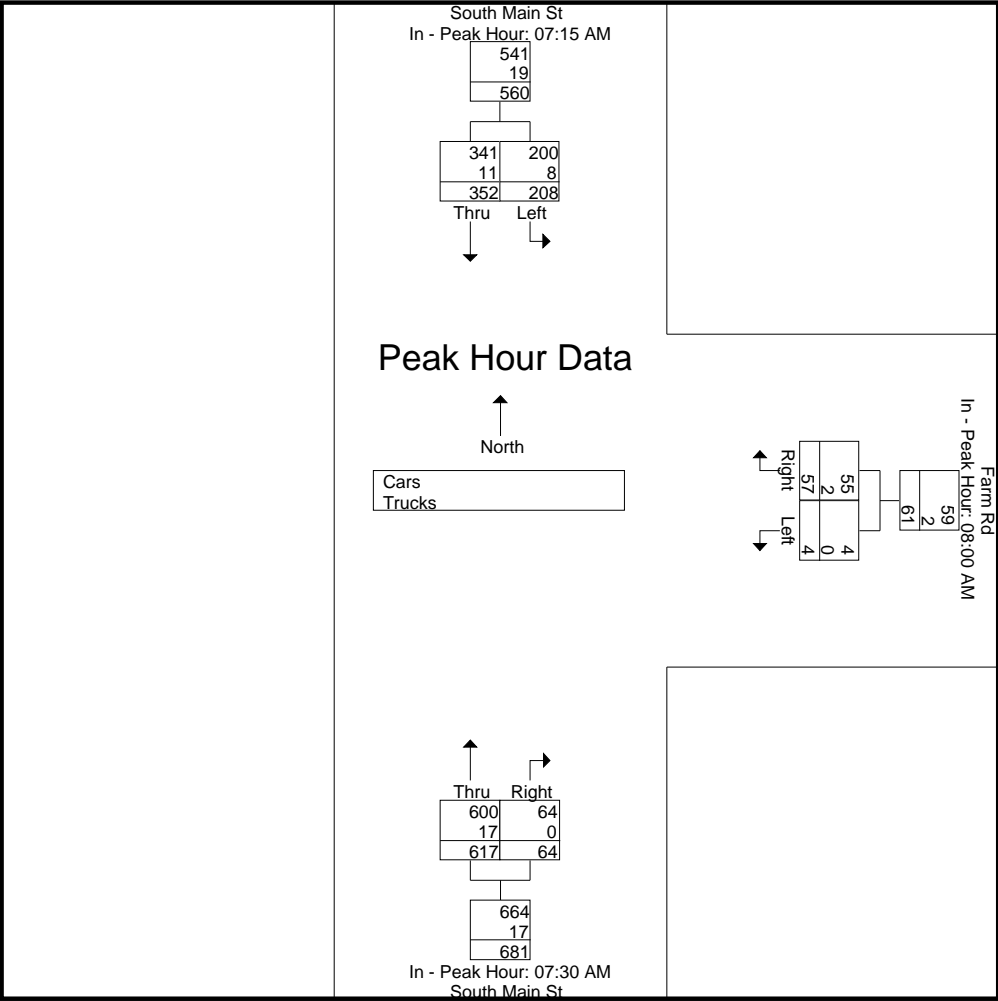 South Main St
In - Peak Hour: 07:15 AM
541
19
560
341 200
11 8
352 208
Thru Left
Peak Hour Data
North
Cars
Trucks
Farm Rd
In - Peak Hour: 08:00 AM
59
2
61
55 4
2 0
57 4
Right Left
Thru Right
600 64
17 0
617 64
664
17
681
In - Peak Hour: 07:30 AM
South Main St